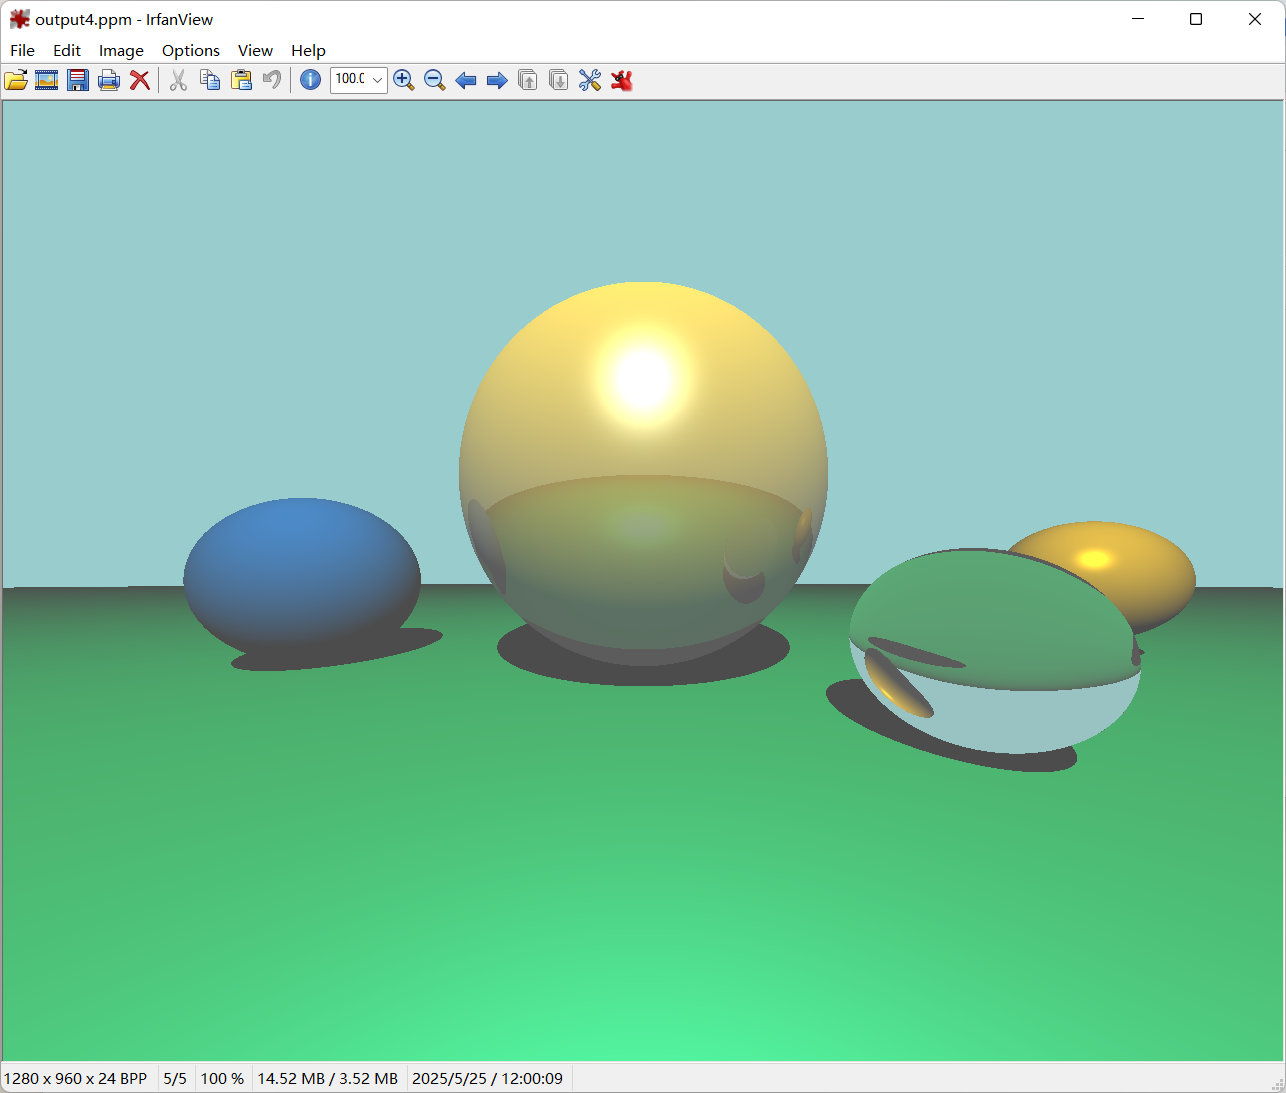 output4.ppm - IrfanView
File Edit Image Options View Help
100.
1280 x 960 x 24 BPP 5/5 100 % 14.52 MB / 3.52 MB 2025/5/25 / 12:00:09